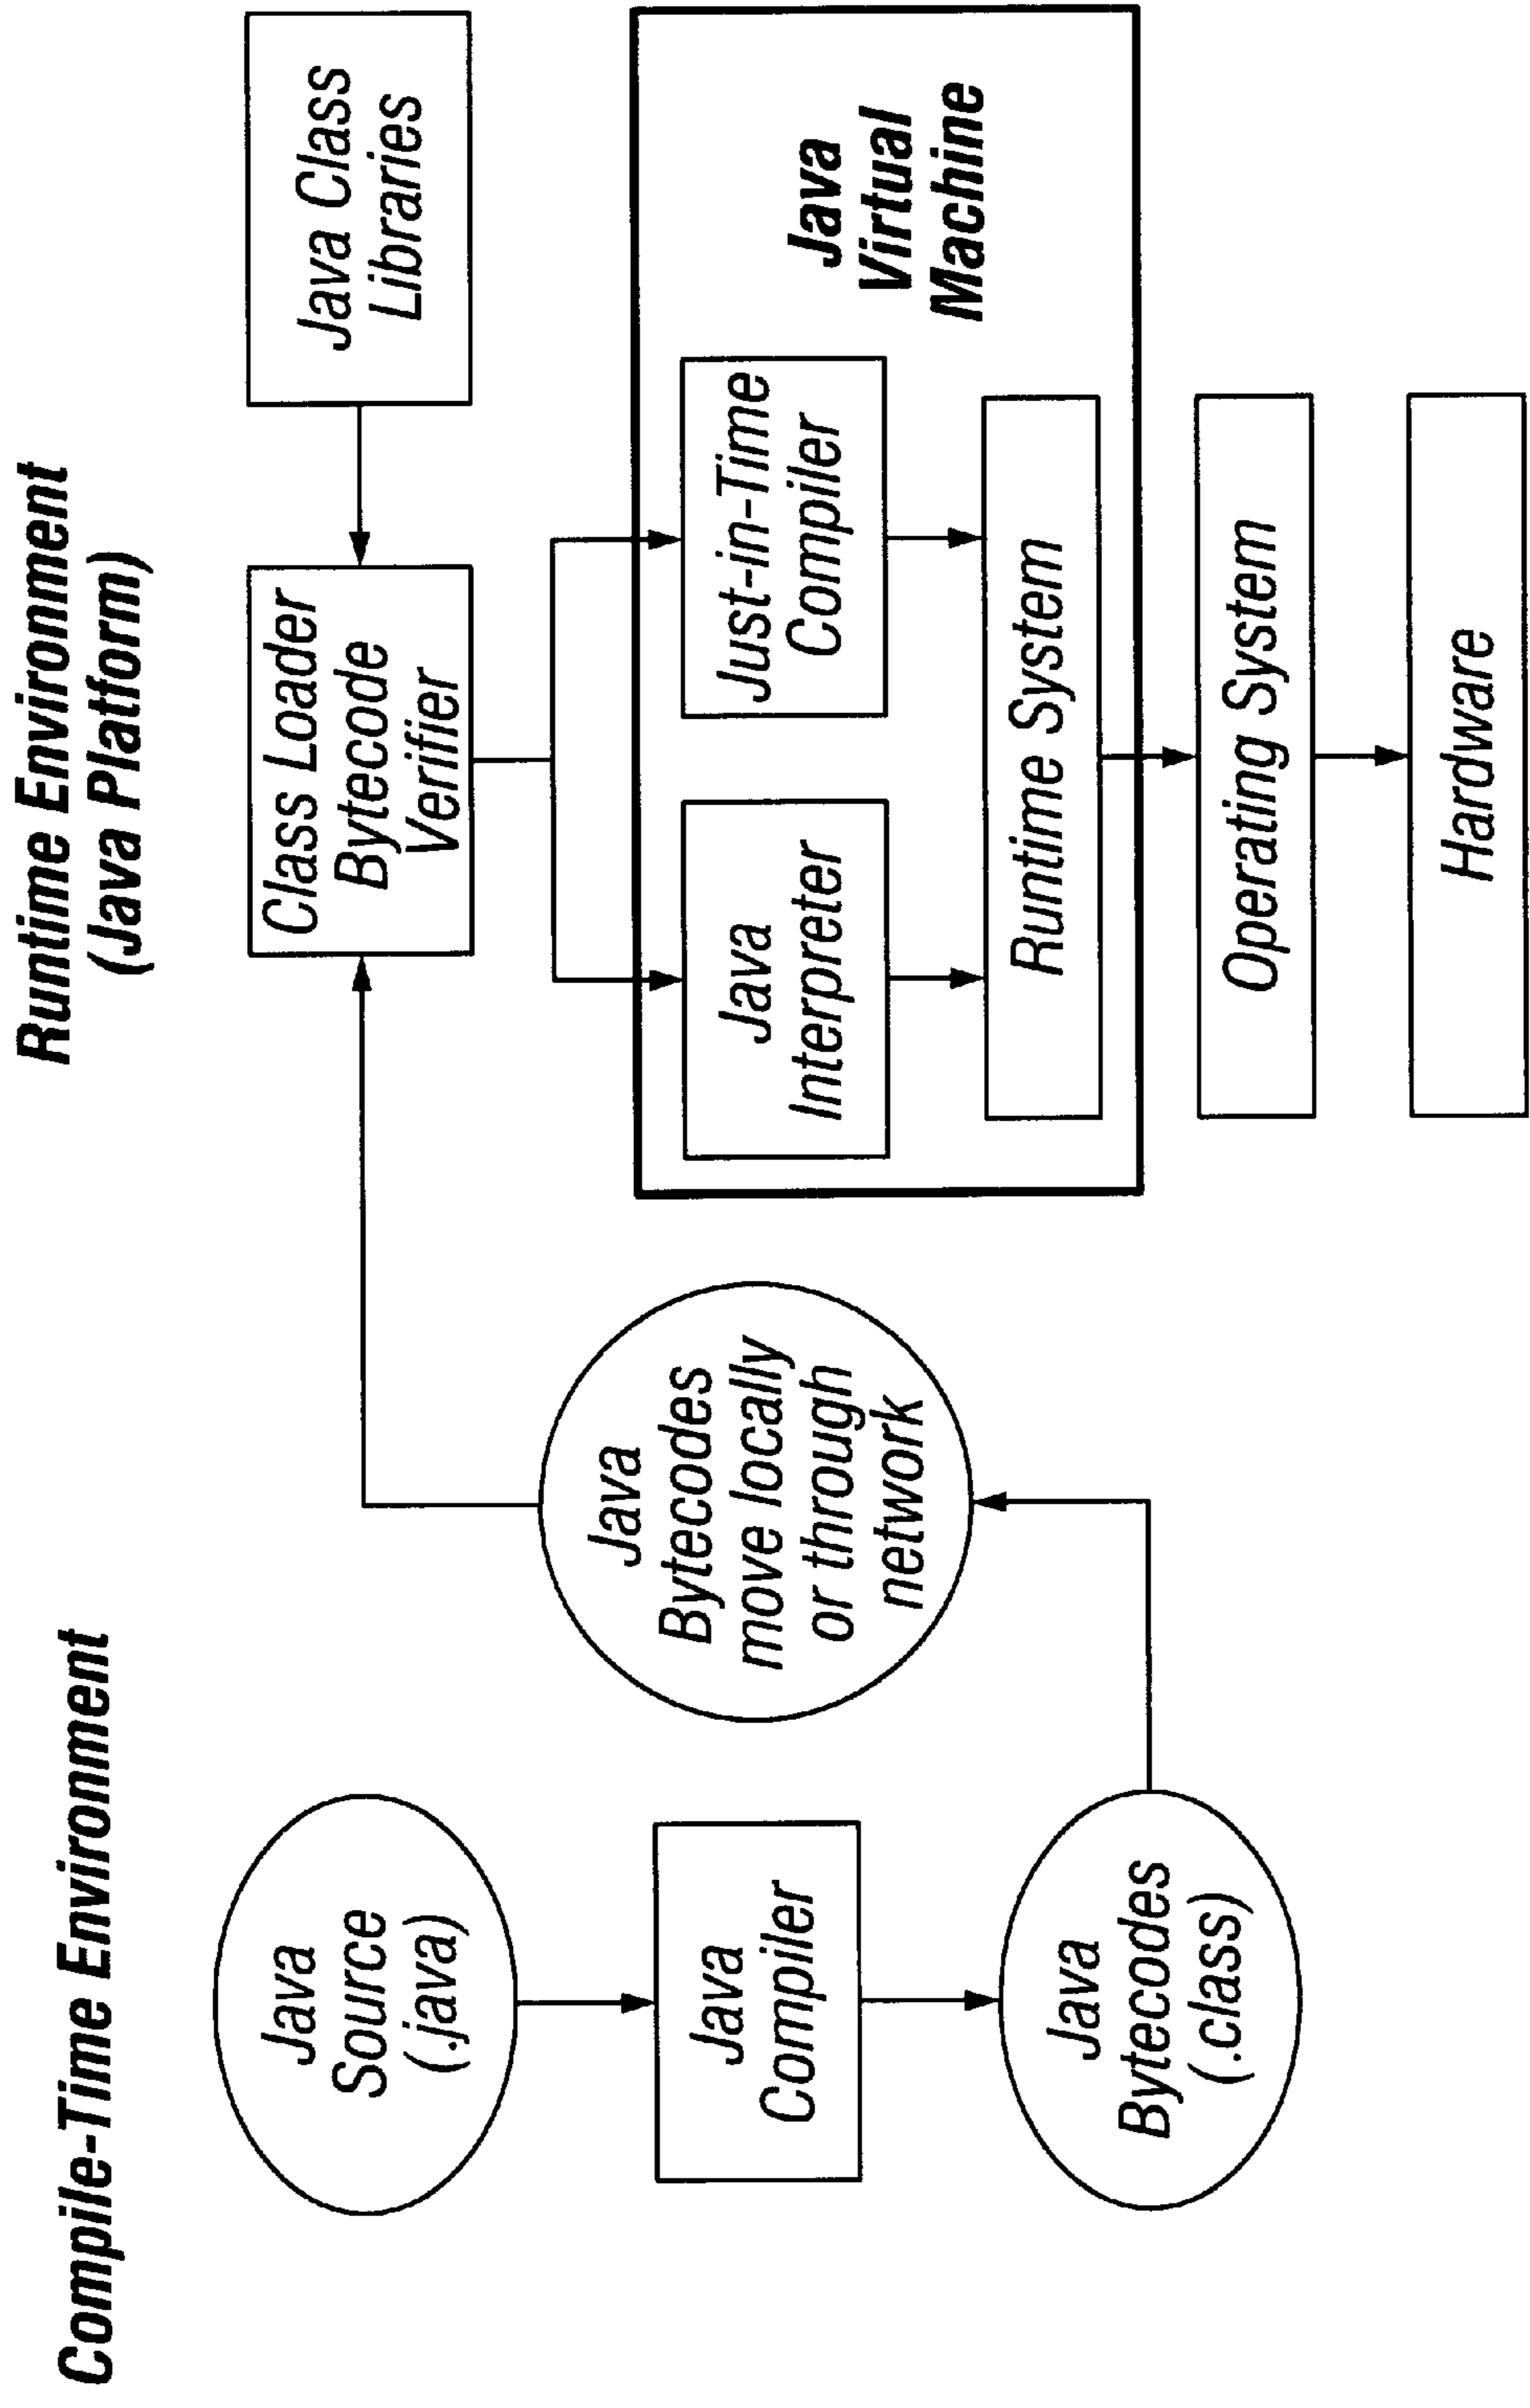 Compile-Time Environment
Java
Source
(.java)
Java
Compiler
Java
Bytecodes
(.class)
Java
Bytecodes
move locally
or through
network
Runtime Environment
(Java Platform)
Class Loader
Bytecode
Verifier
Java Class
Libraries
Java
Interpreter
Just-in-Time
Compiler
Java
Virtual
Machine
Runtime System
Operating System
Hardware